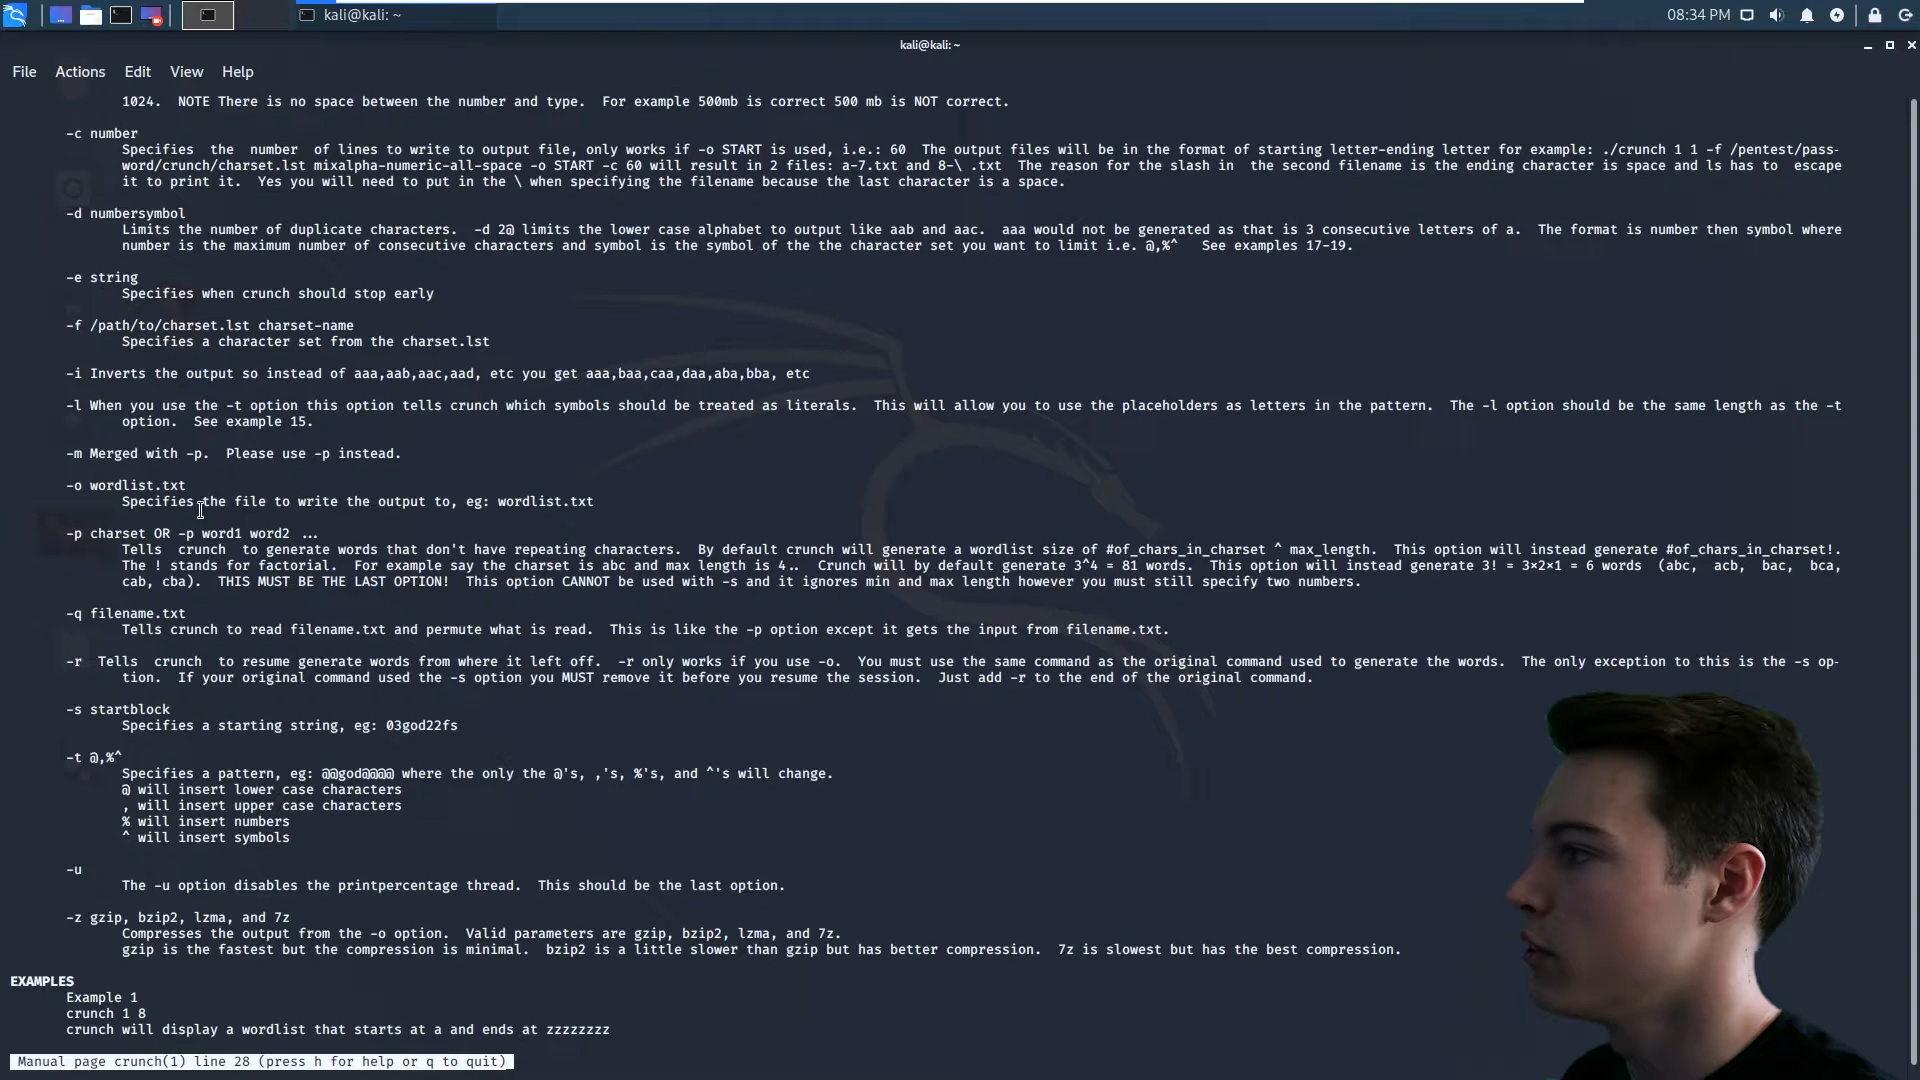 kali@kali: ~
08:34 PM
kali@kali: ~
File Actions Edit View Help
1024.  NOTE There is no space between the number and type.  For example 500mb is correct 500 mb is NOT correct.
-c number
Specifies  the  number  of lines to write to output file, only works if -o START is used, i.e.: 60  The output files will be in the format of starting letter-ending letter for example: ./crunch 1 1 -f /pentest/pass-
word/crunch/charset.lst mixalpha-numeric-all-space -o START -c 60 will result in 2 files: a-7.txt and 8-\ .txt  The reason for the slash in  the second filename is the ending character is space and ls has to  escape
it to print it.  Yes you will need to put in the \ when specifying the filename because the last character is a space.
-d numbersymbol
Limits the number of duplicate characters.  -d 2@ limits the lower case alphabet to output like aab and aac.  aaa would not be generated as that is 3 consecutive letters of a.  The format is number then symbol where
number is the maximum number of consecutive characters and symbol is the symbol of the the character set you want to limit i.e. @,%^   See examples 17-19.
-e string
Specifies when crunch should stop early
-f /path/to/charset.lst charset-name
Specifies a character set from the charset.lst
-i Inverts the output so instead of aaa,aab,aac,aad, etc you get aaa,baa,caa,daa,aba,bba, etc
-l When you use the -t option this option tells crunch which symbols should be treated as literals.  This will allow you to use the placeholders as letters in the pattern.  The -l option should be the same length as the -t
option.  See example 15.
-m Merged with -p.  Please use -p instead.
-o wordlist.txt
Specifies the file to write the output to, eg: wordlist.txt
-p charset OR -p word1 word2 ...
Tells  crunch  to generate words that don't have repeating characters.  By default crunch will generate a wordlist size of #of_chars_in_charset ^ max_length.  This option will instead generate #of_chars_in_charset!.
The ! stands for factorial.  For example say the charset is abc and max length is 4..  Crunch will by default generate 3^4 = 81 words.  This option will instead generate 3! = 3×2×1 = 6 words  (abc,  acb,  bac,  bca,
cab, cba).  THIS MUST BE THE LAST OPTION!  This option CANNOT be used with -s and it ignores min and max length however you must still specify two numbers.
-q filename.txt
Tells crunch to read filename.txt and permute what is read.  This is like the -p option except it gets the input from filename.txt.
-r  Tells  crunch  to resume generate words from where it left off.  -r only works if you use -o.  You must use the same command as the original command used to generate the words.  The only exception to this is the -s op-
tion.  If your original command used the -s option you MUST remove it before you resume the session.  Just add -r to the end of the original command.
-s startblock
Specifies a starting string, eg: 03god22fs
-t @,%^
Specifies a pattern, eg: @@god@@@@ where the only the @'s, ,'s, %'s, and ^'s will change.
@ will insert lower case characters
, will insert upper case characters
% will insert numbers
^ will insert symbols
-u
The -u option disables the printpercentage thread.  This should be the last option.
-z gzip, bzip2, lzma, and 7z
Compresses the output from the -o option.  Valid parameters are gzip, bzip2, lzma, and 7z.
gzip is the fastest but the compression is minimal.  bzip2 is a little slower than gzip but has better compression.  7z is slowest but has the best compression.
EXAMPLES
Example 1
crunch 1 8
crunch will display a wordlist that starts at a and ends at zzzzzzzz
Manual page crunch(1) line 28 (press h for help or q to quit)